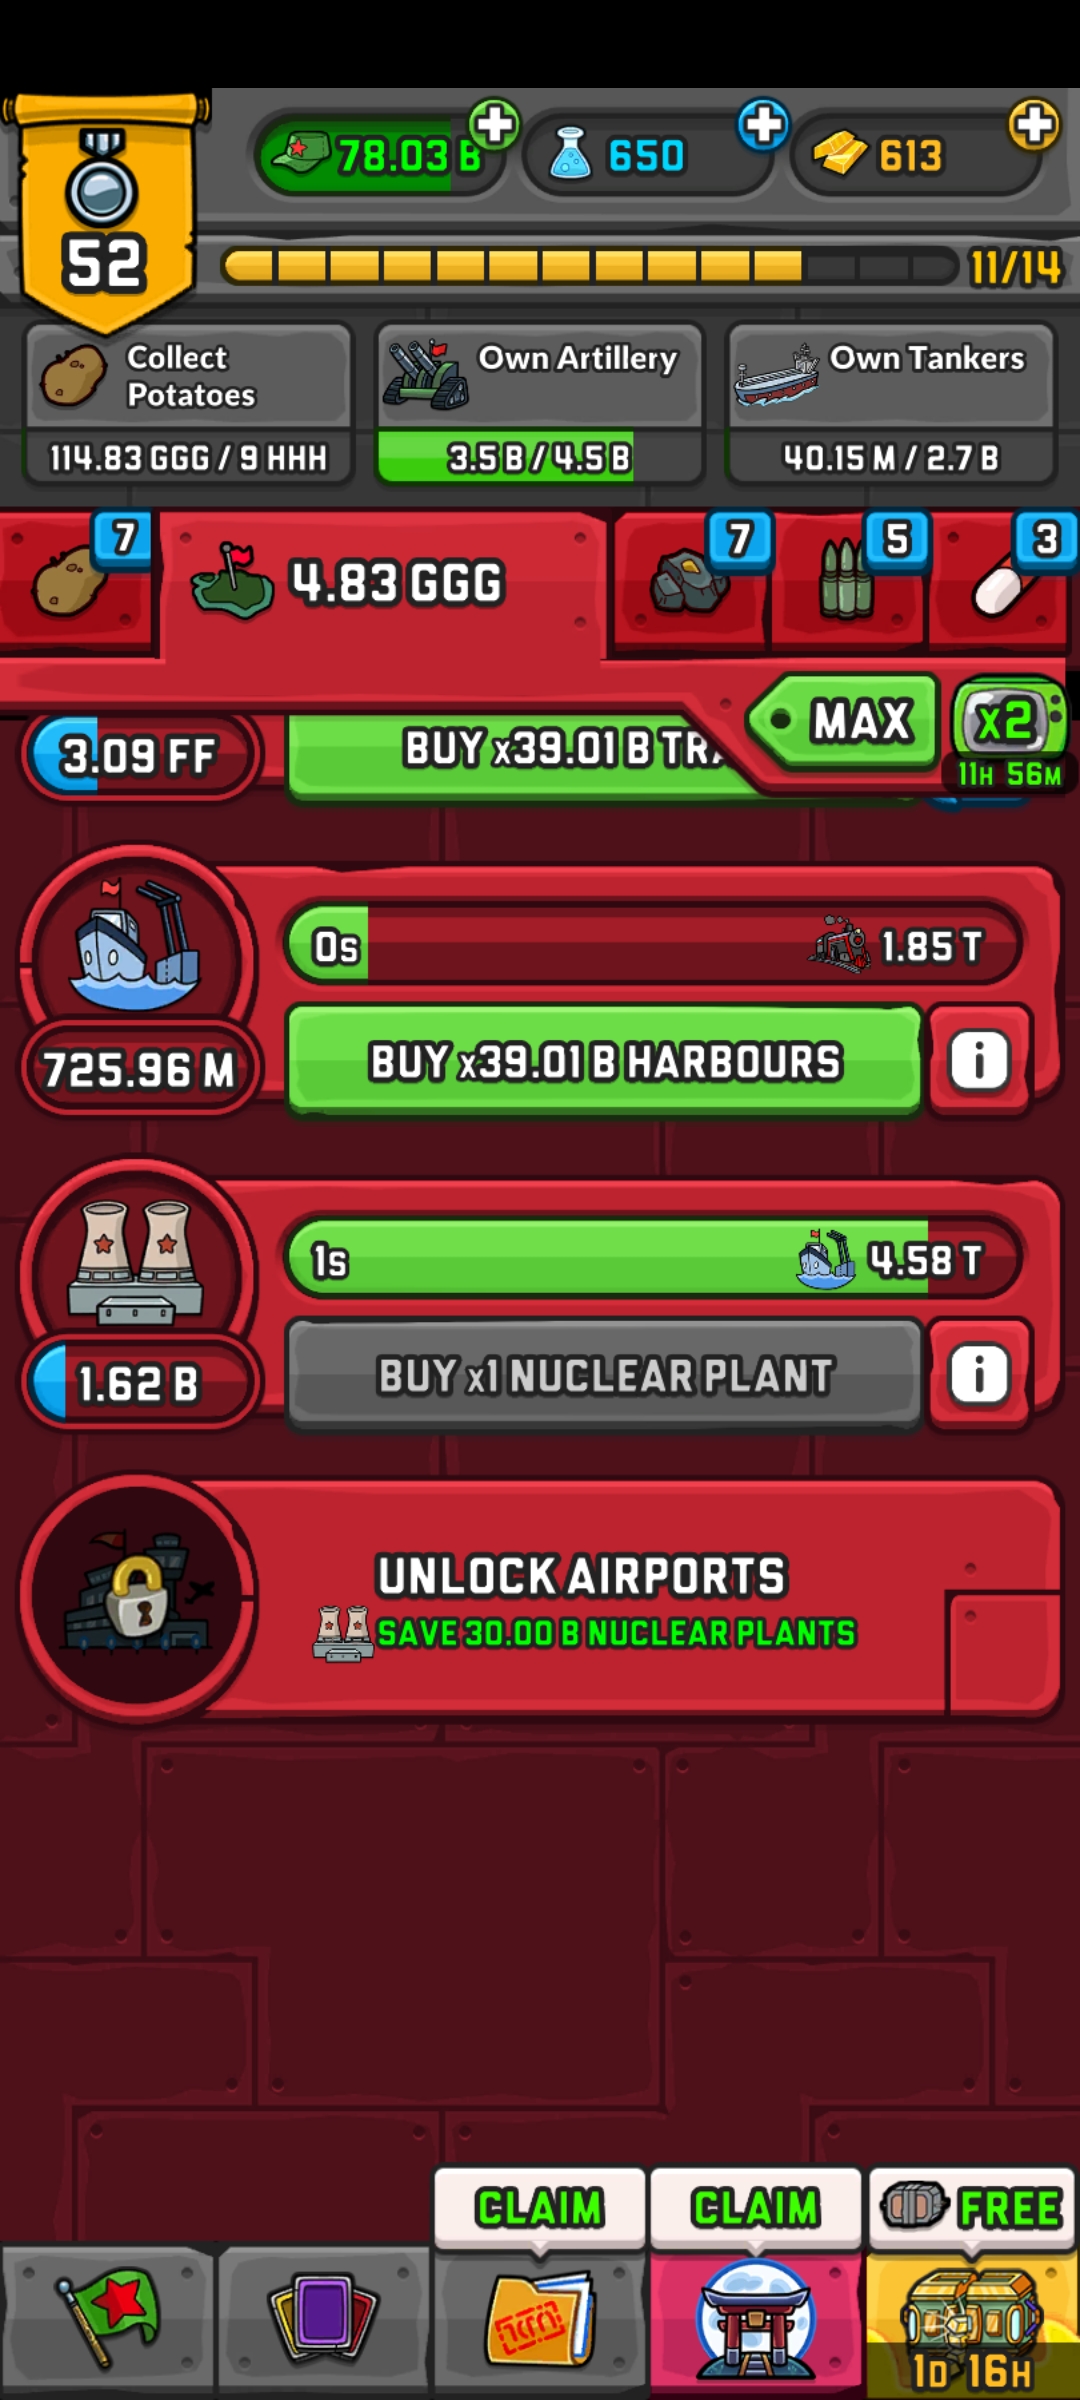 78.03 B
650
613
52
11/14
Collect
Potatoes
114.83 GGG / 9 HHH
Own Artillery
3.5 B / 4.5 B
Own Tankers
40.15 M / 2.7 B
7
4.83 GGG
7
5
3
MAX
x2
11H 56M
3.09 FF
BUY x39.01 B TRA
0s
1.85 T
725.96 M
BUY x39.01 B HARBOURS
i
1s
4.58 T
1.62 B
BUY x1 NUCLEAR PLANT
i
UNLOCK AIRPORTS
SAVE 30.00 B NUCLEAR PLANTS
CLAIM
CLAIM
FREE
1D 16H